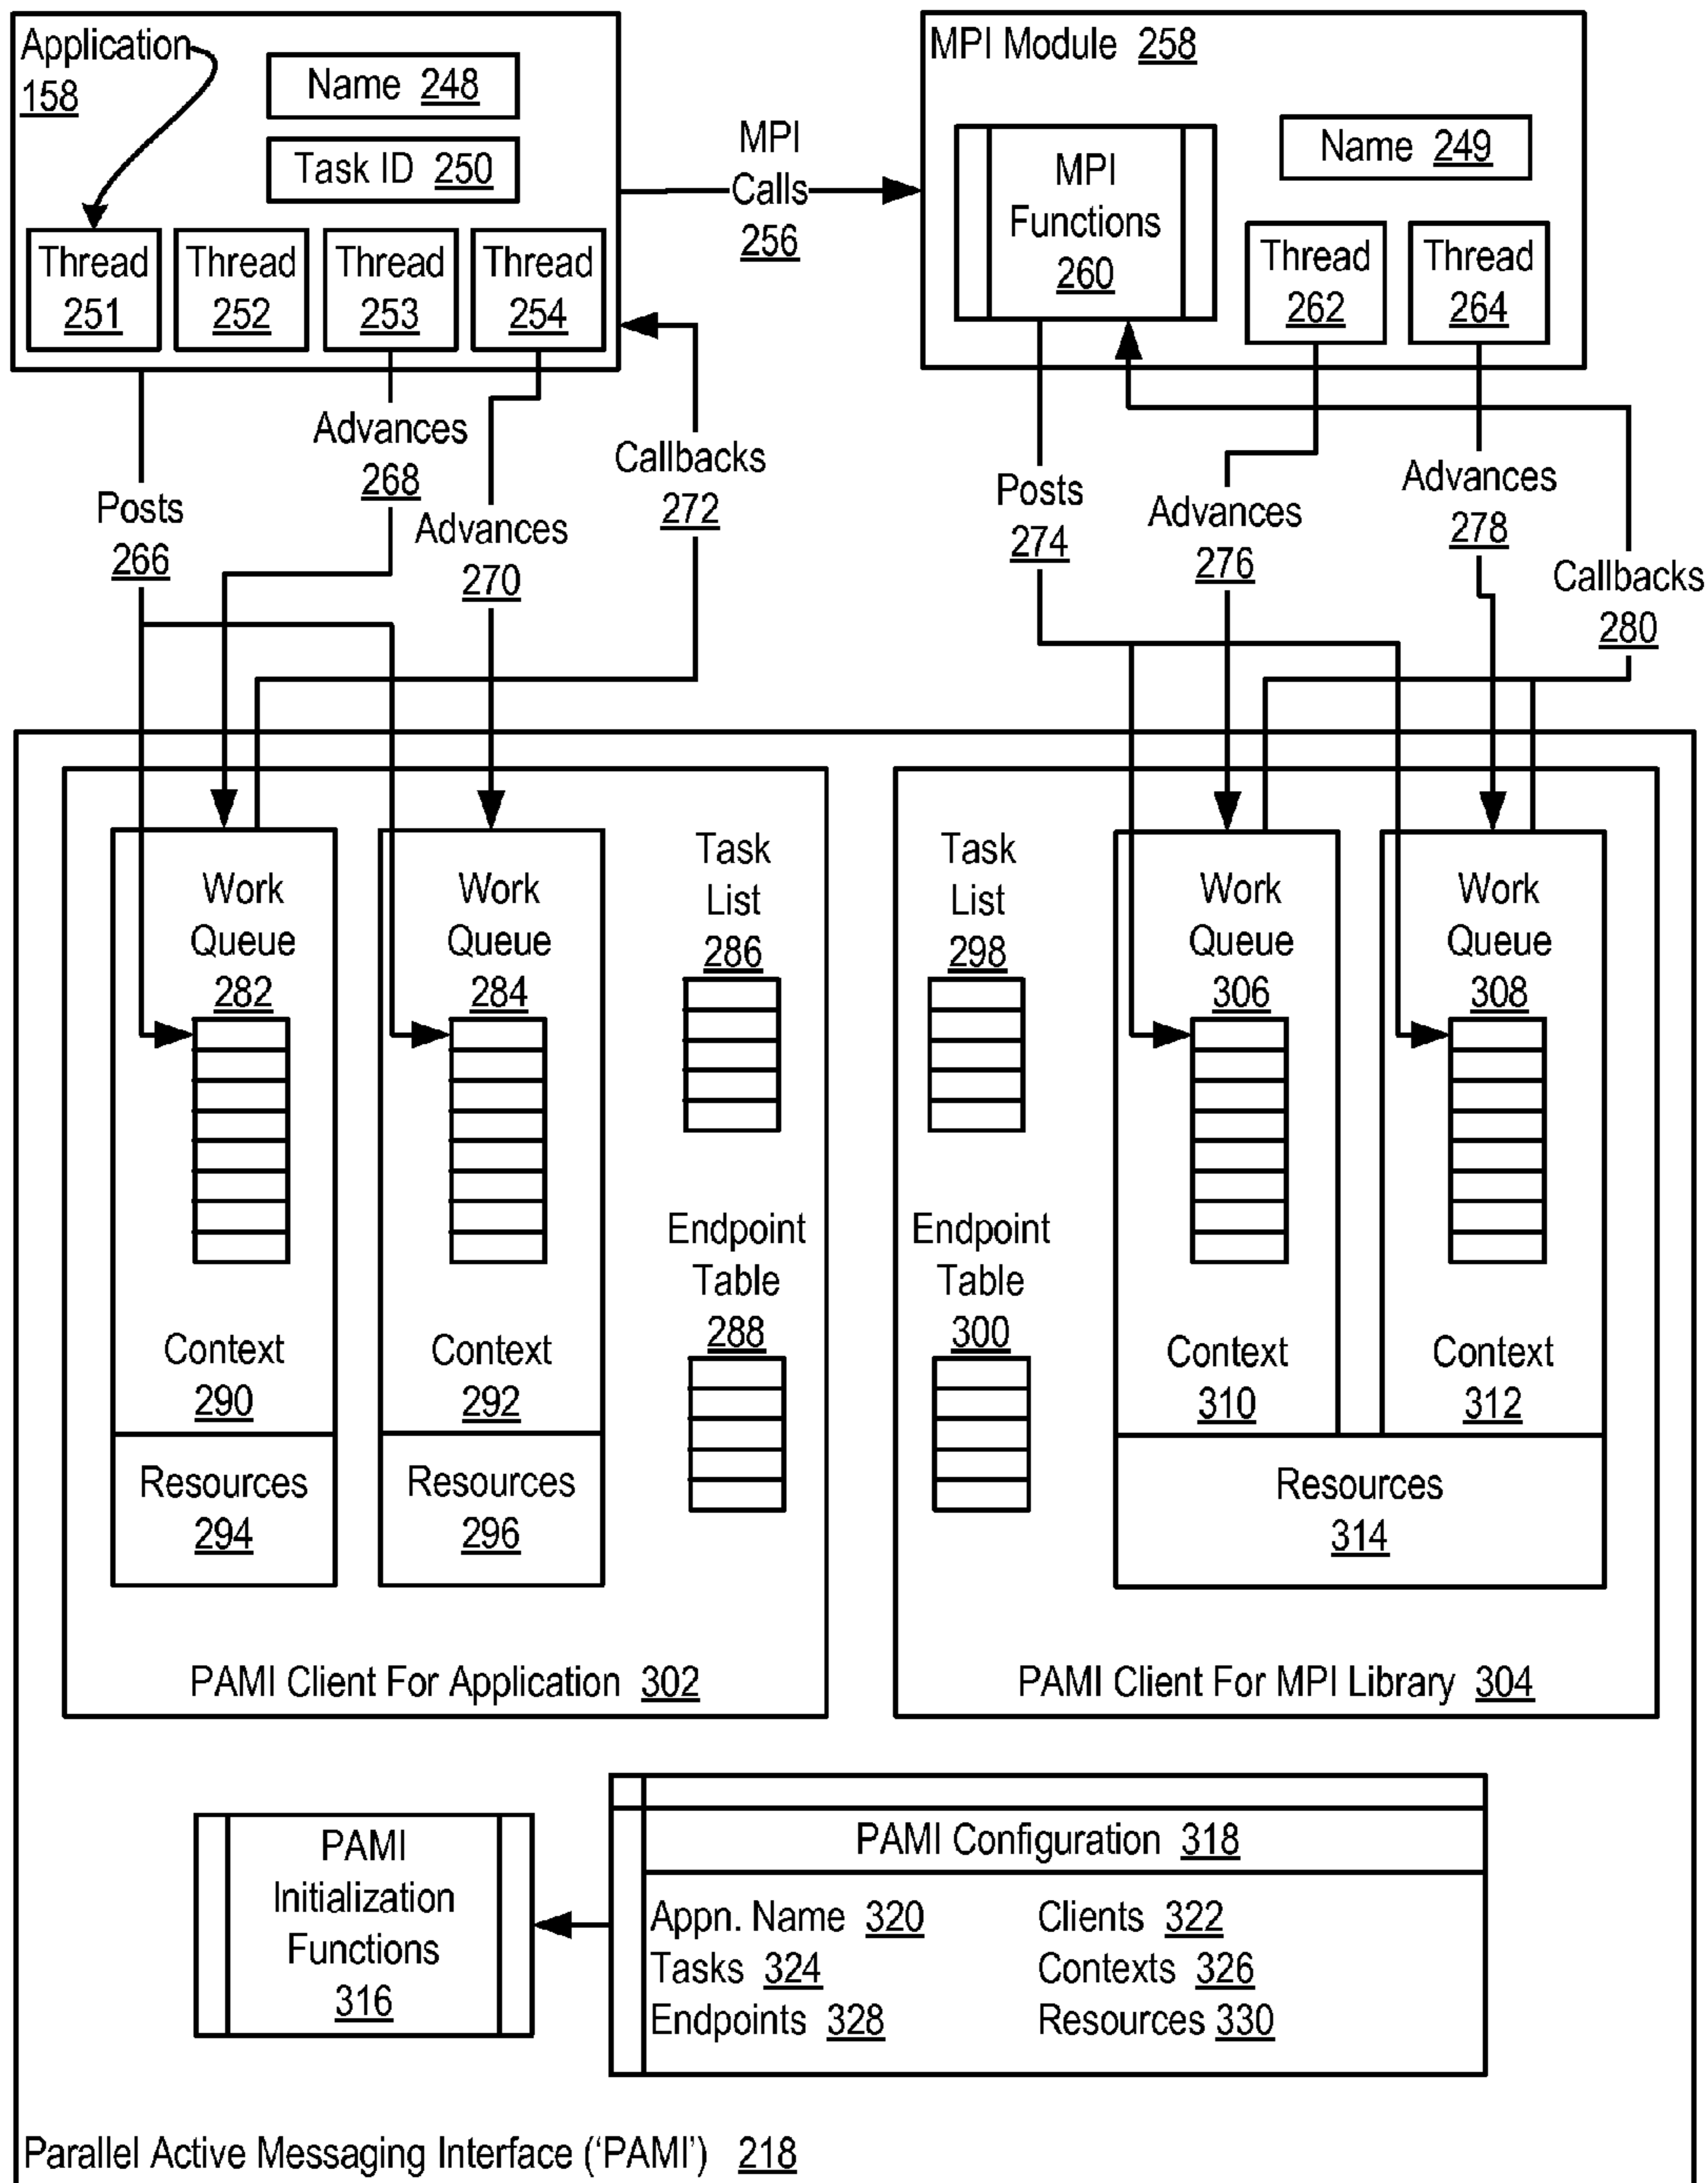 Application
158
Name 248
Task ID 250
Thread
251
Thread
252
Thread
253
Thread
254
MPI
Calls
256
MPI Module 258
MPI
Functions
260
Name 249
Thread
262
Thread
264
Posts
266
Advances
268
Advances
270
Callbacks
272
Posts
274
Advances
276
Advances
278
Callbacks
280
Work
Queue
282
Context
290
Resources
294
Work
Queue
284
Context
292
Resources
296
Task
List
286
Endpoint
Table
288
PAMI Client For Application 302
Task
List
298
Endpoint
Table
300
Work
Queue
306
Context
310
Work
Queue
308
Context
312
Resources
314
PAMI Client For MPI Library 304
PAMI
Initialization
Functions
316
PAMI Configuration 318
Appn. Name 320 Clients 322
Tasks 324 Contexts 326
Endpoints 328 Resources 330
Parallel Active Messaging Interface (‘PAMI’) 218